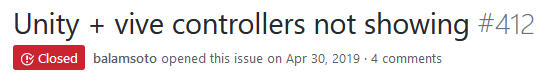 Unity + vive controllers not showing #412
Closed balamsoto opened this issue on Apr 30, 2019 · 4 comments